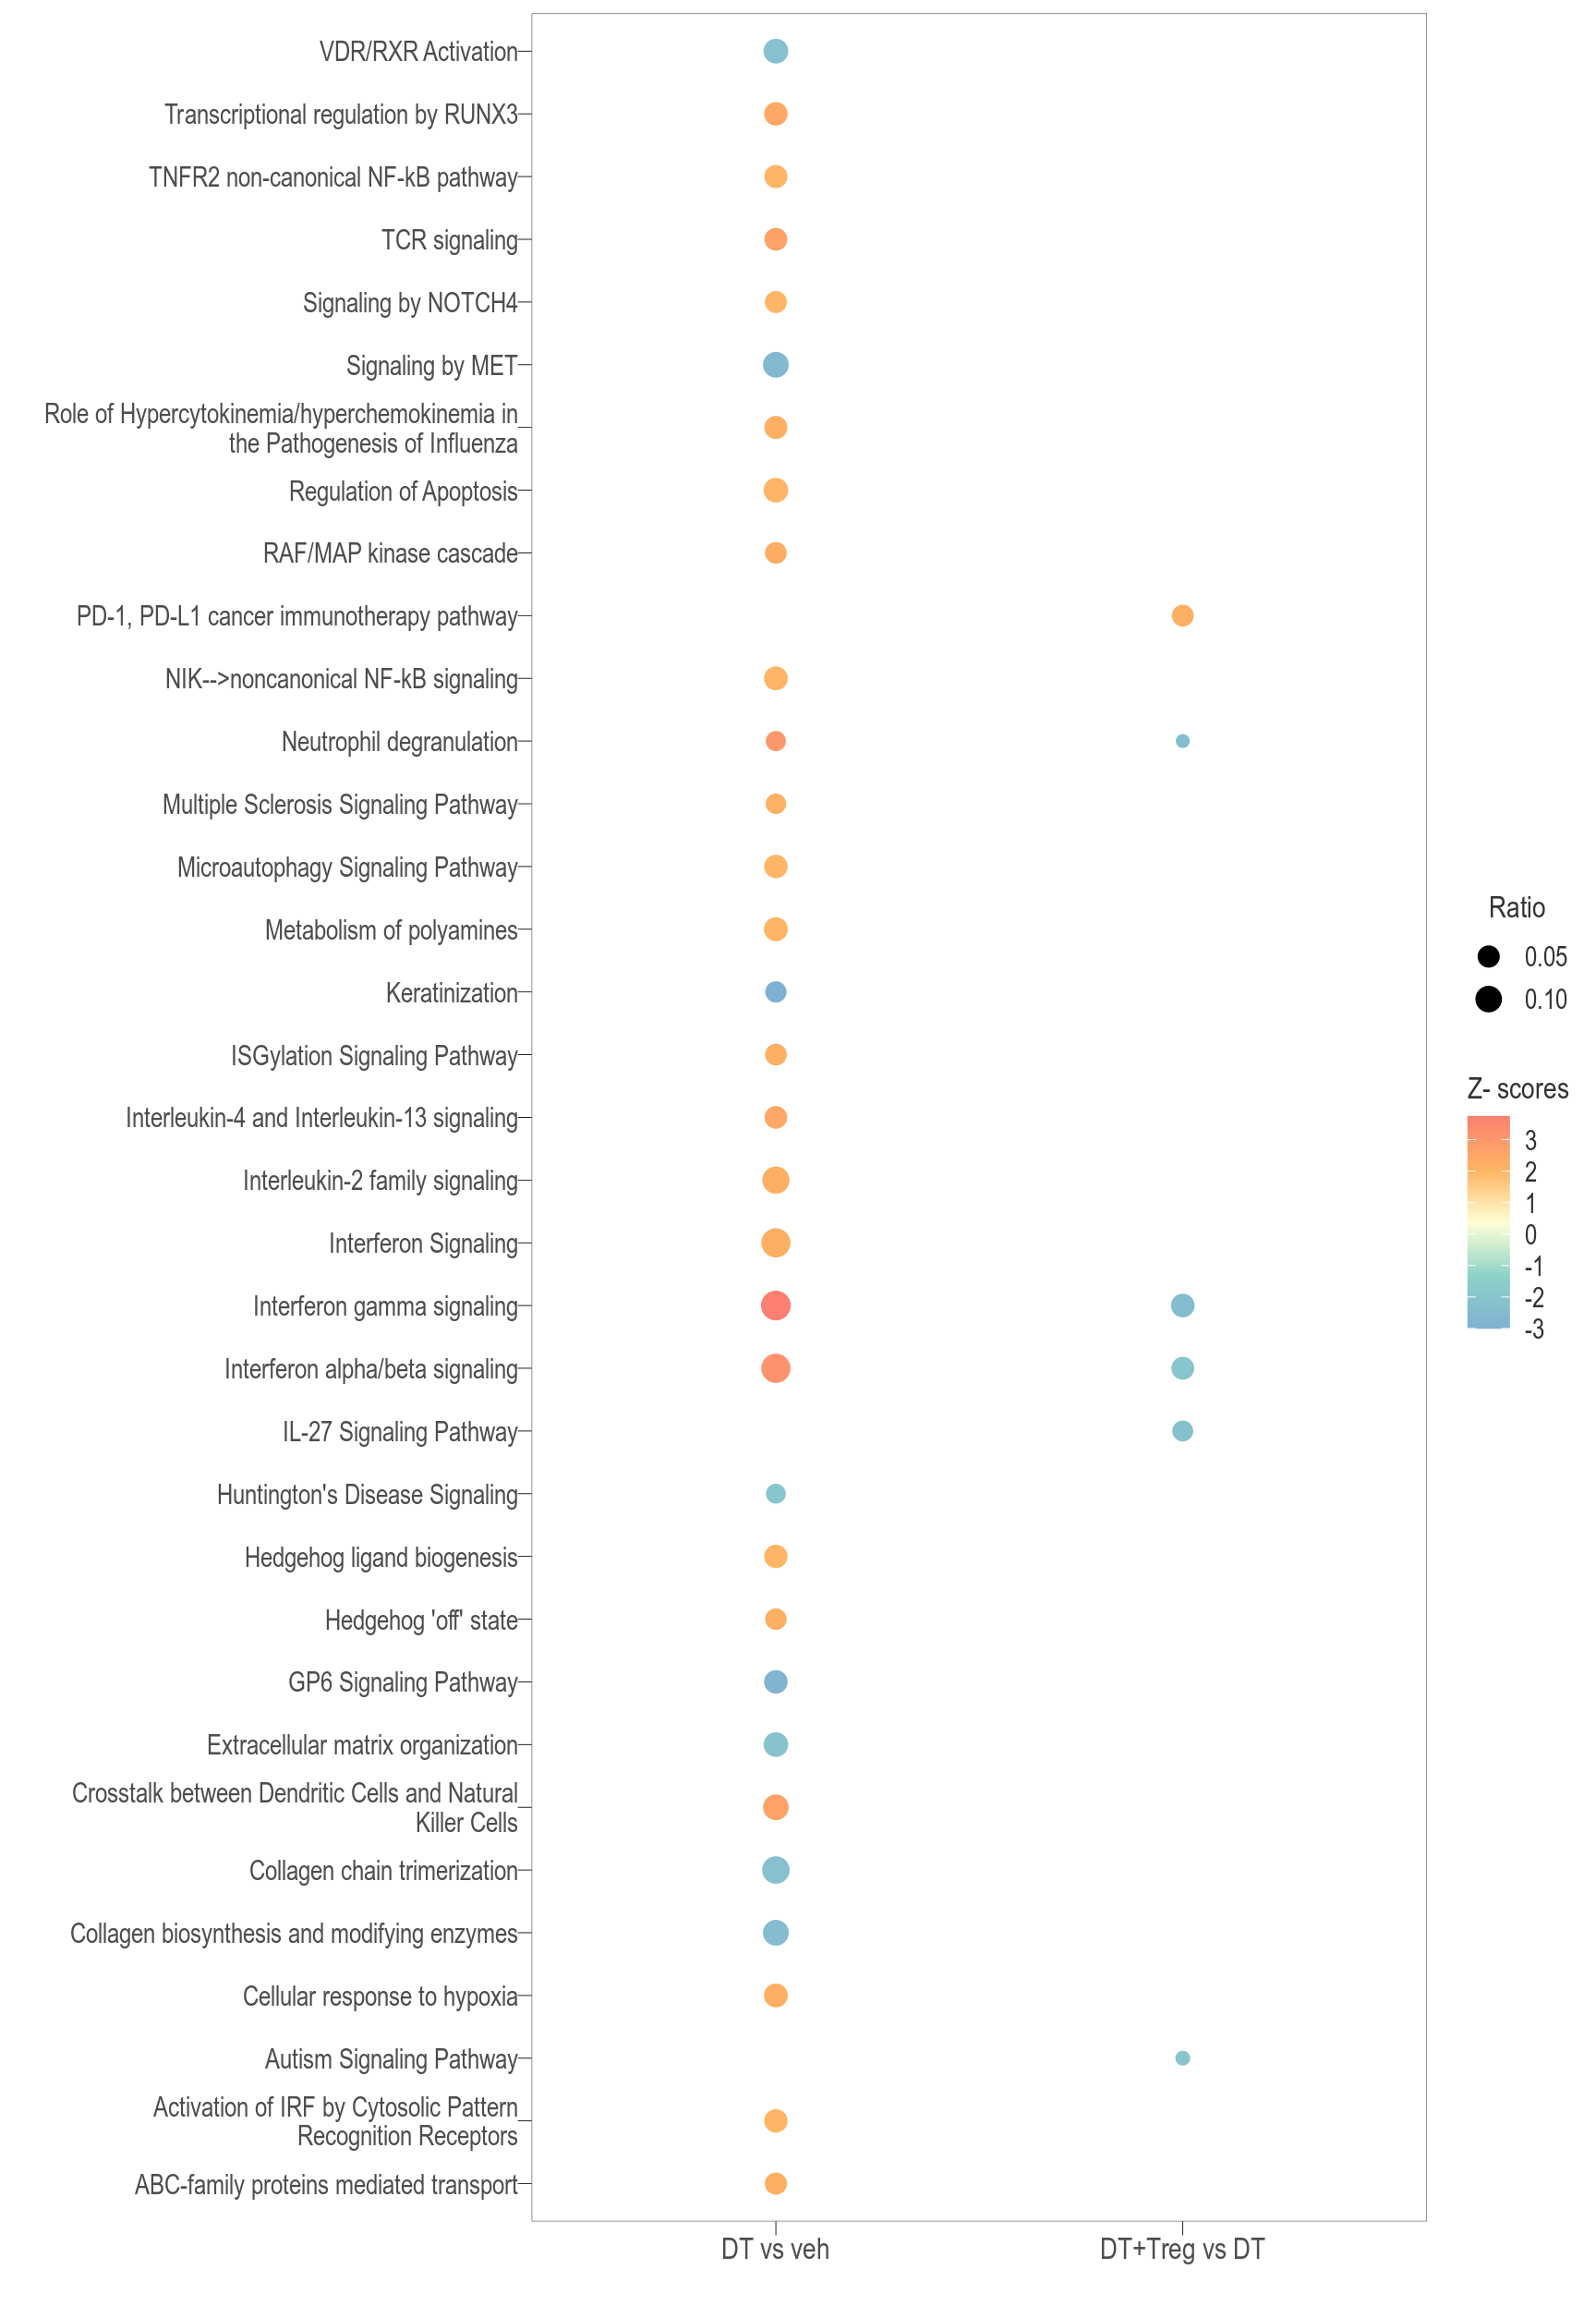 VDR/RXR Activation
Transcriptional regulation by RUNX3
TNFR2 non-canonical NF-kB pathway
TCR signaling
Signaling by NOTCH4
Signaling by MET
Role of Hypercytokinemia/hyperchemokinemia in
the Pathogenesis of Influenza
Regulation of Apoptosis
RAF/MAP kinase cascade
PD-1, PD-L1 cancer immunotherapy pathway
NIK-->noncanonical NF-kB signaling
Neutrophil degranulation
Multiple Sclerosis Signaling Pathway
Microautophagy Signaling Pathway
Metabolism of polyamines
Keratinization
ISGylation Signaling Pathway
Interleukin-4 and Interleukin-13 signaling
Interleukin-2 family signaling
Interferon Signaling
Interferon gamma signaling
Interferon alpha/beta signaling
IL-27 Signaling Pathway
Huntington's Disease Signaling
Hedgehog ligand biogenesis
Hedgehog 'off' state
GP6 Signaling Pathway
Extracellular matrix organization
Crosstalk between Dendritic Cells and Natural
Killer Cells
Collagen chain trimerization
Collagen biosynthesis and modifying enzymes
Cellular response to hypoxia
Autism Signaling Pathway
Activation of IRF by Cytosolic Pattern
Recognition Receptors
ABC-family proteins mediated transport
DT vs veh
DT+Treg vs DT
Ratio
0.05
0.10
Z- scores
3
2
1
0
-1
-2
-3